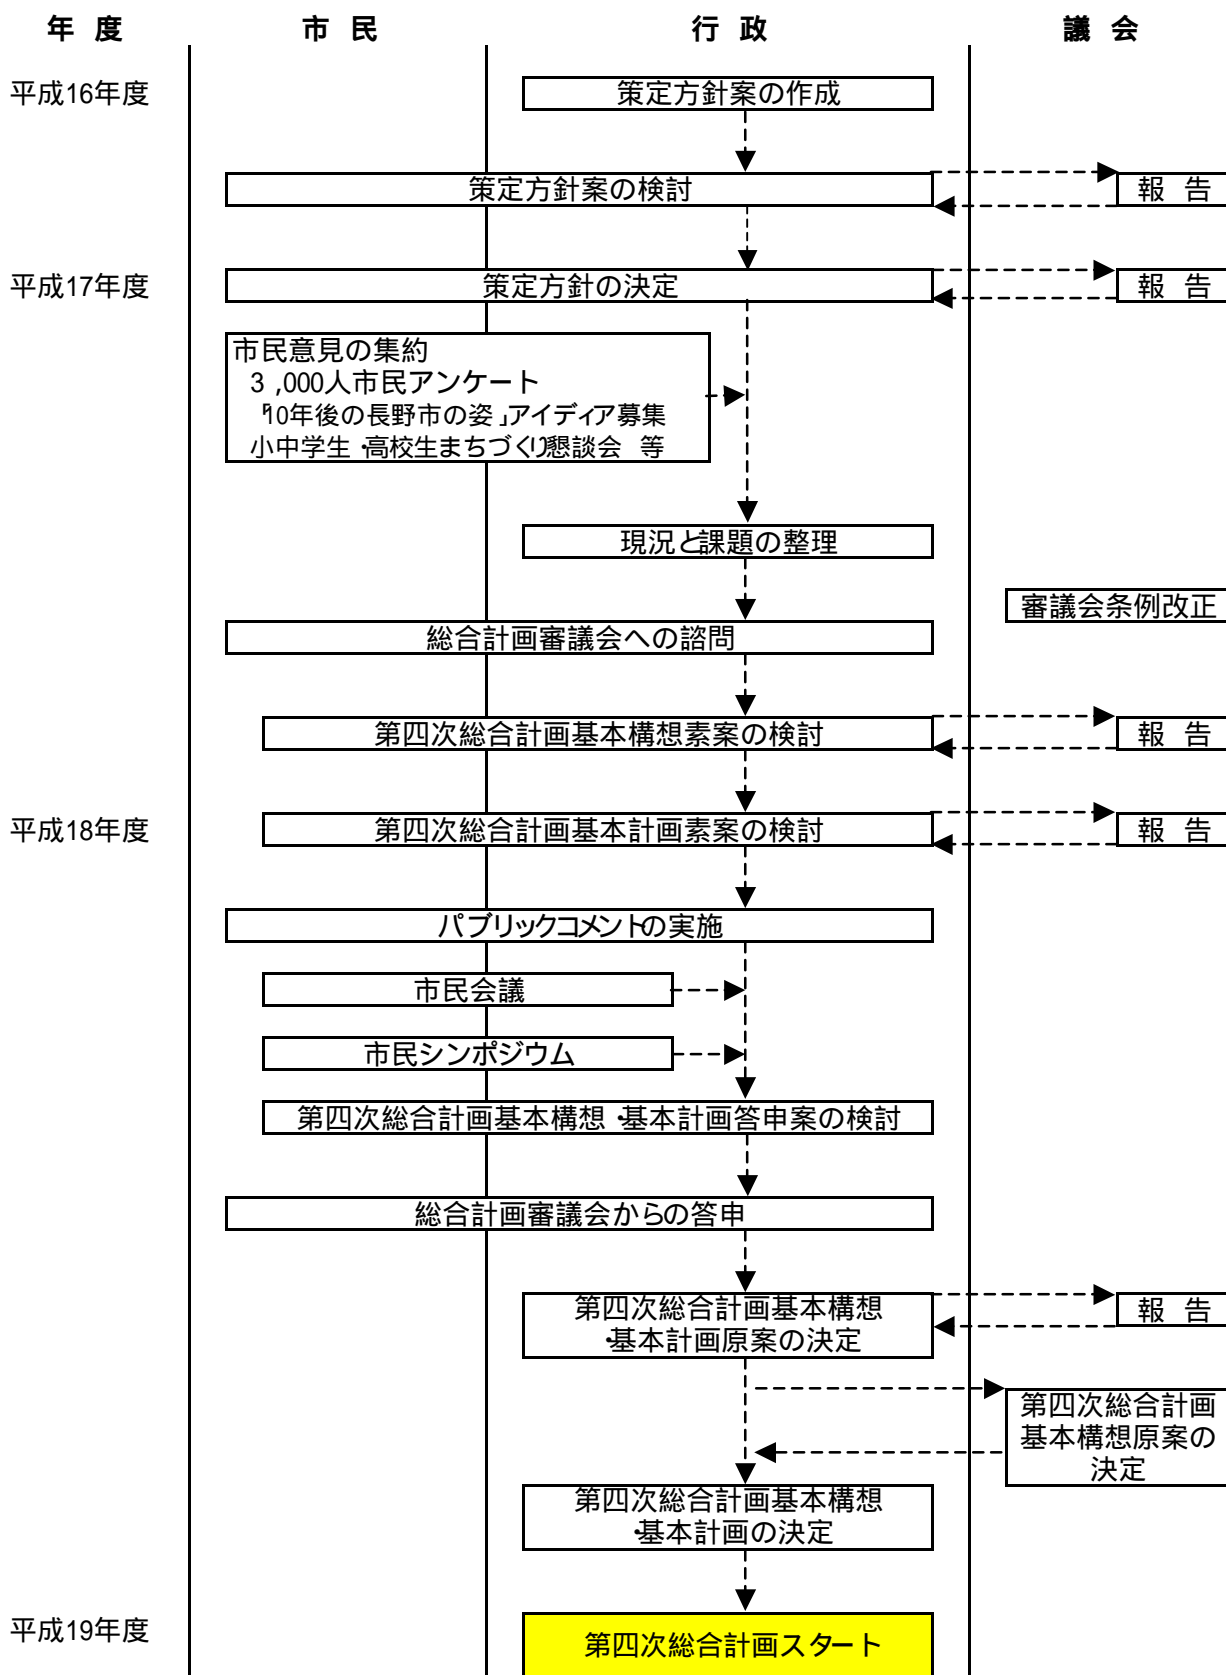 年 度 市 民 行 政 議 会
平成16年度 策定方針案の作成
策定方針案の検討 報 告
平成17年度 策定方針の決定 報 告
市民意見の集約
3,000人市民アンケート
「10年後の長野市の姿」アイディア募集
小中学生・高校生まちづくり懇談会 等
現況と課題の整理
審議会条例改正
総合計画審議会への諮問
第四次総合計画基本構想素案の検討 報 告
平成18年度 第四次総合計画基本計画素案の検討 報 告
パブリックコメントの実施
市民会議
市民シンポジウム
第四次総合計画基本構想・基本計画答申案の検討
総合計画審議会からの答申
第四次総合計画基本構想
・基本計画原案の決定
報 告
第四次総合計画
基本構想原案の
決定
第四次総合計画基本構想
・基本計画の決定
平成19年度 第四次総合計画スタート